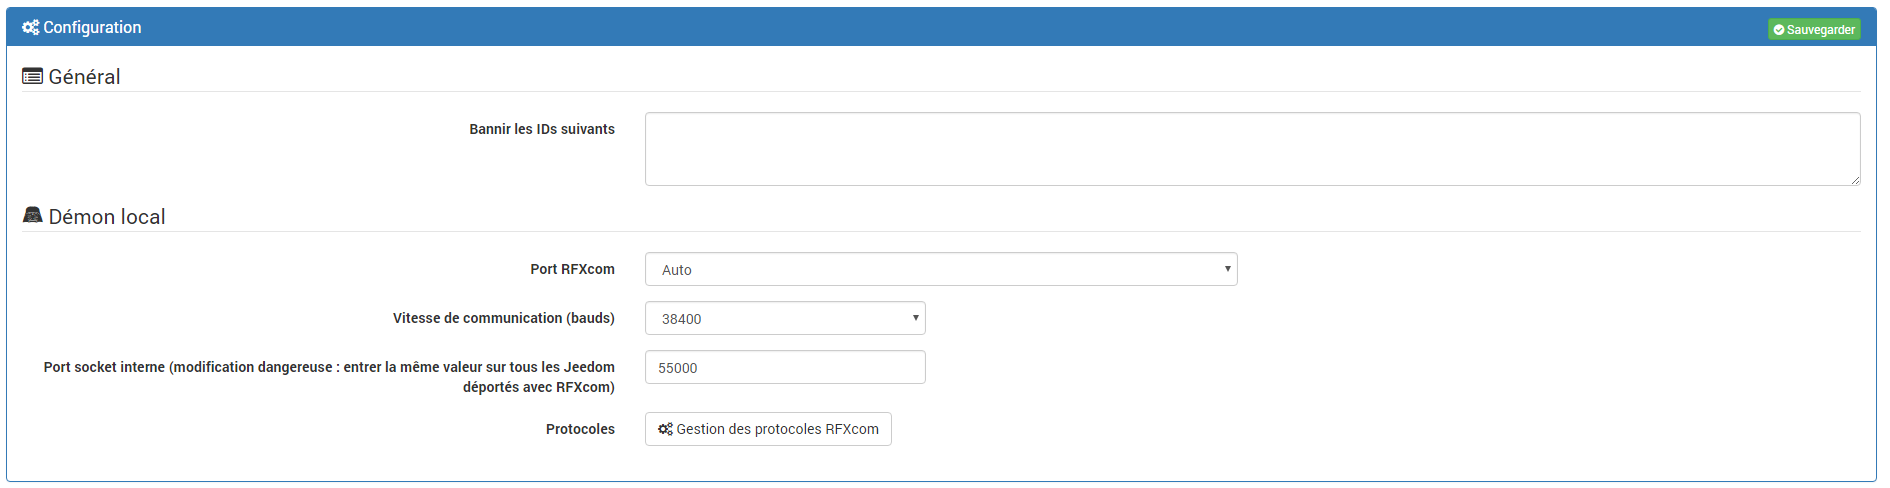 Configuration
Sauvegarder
Général
Bannir les IDs suivants
Démon local
Port RFXcom
Auto
Vitesse de communication (bauds)
38400
Port socket interne (modification dangereuse : entrer la même valeur sur tous les Jeedom
déportés avec RFXcom)
55000
Protocoles
Gestion des protocoles RFXcom